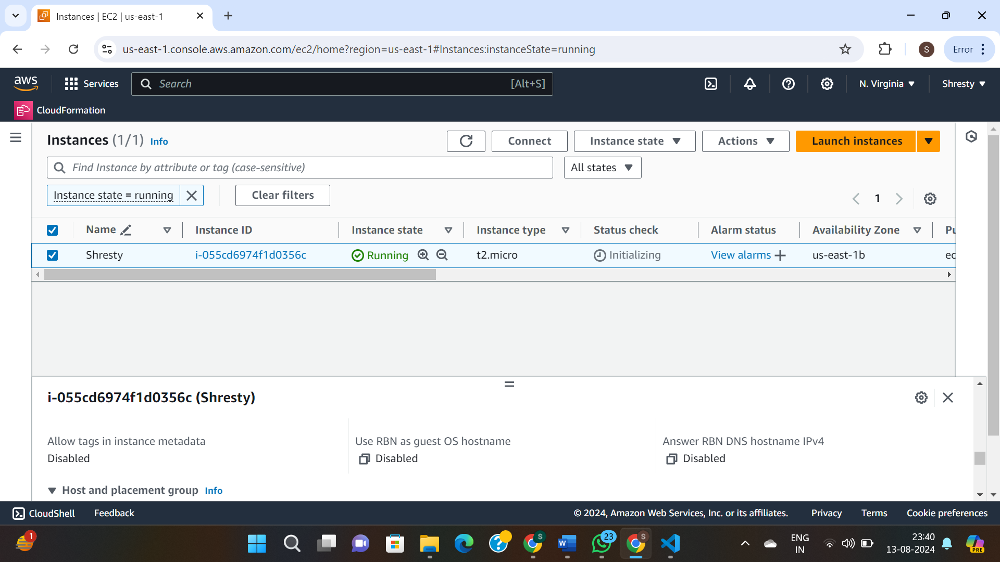 Instances | EC2 | us-east-1
us-east-1.console.aws.amazon.com/ec2/home?region=us-east-1#Instances:instanceState=running
S
Error
aws
Services
Search
[Alt+S]
N. Virginia
Shresty
CloudFormation
Instances (1/1) Info
Connect
Instance state
Actions
Launch instances
Find Instance by attribute or tag (case-sensitive)
All states
Instance state = running
Clear filters
1
Name Instance ID Instance state Instance type Status check Alarm status Availability Zone Pu
Shresty i-055cd6974f1d0356c Running t2.micro Initializing View alarms us-east-1b ec
i-055cd6974f1d0356c (Shresty)
Allow tags in instance metadata
Disabled
Use RBN as guest OS hostname
Disabled
Answer RBN DNS hostname IPv4
Disabled
Host and placement group Info
CloudShell Feedback © 2024, Amazon Web Services, Inc. or its affiliates. Privacy Terms Cookie preferences
1
S
W
23
S
ENG
IN
23:40
13-08-2024
PRE